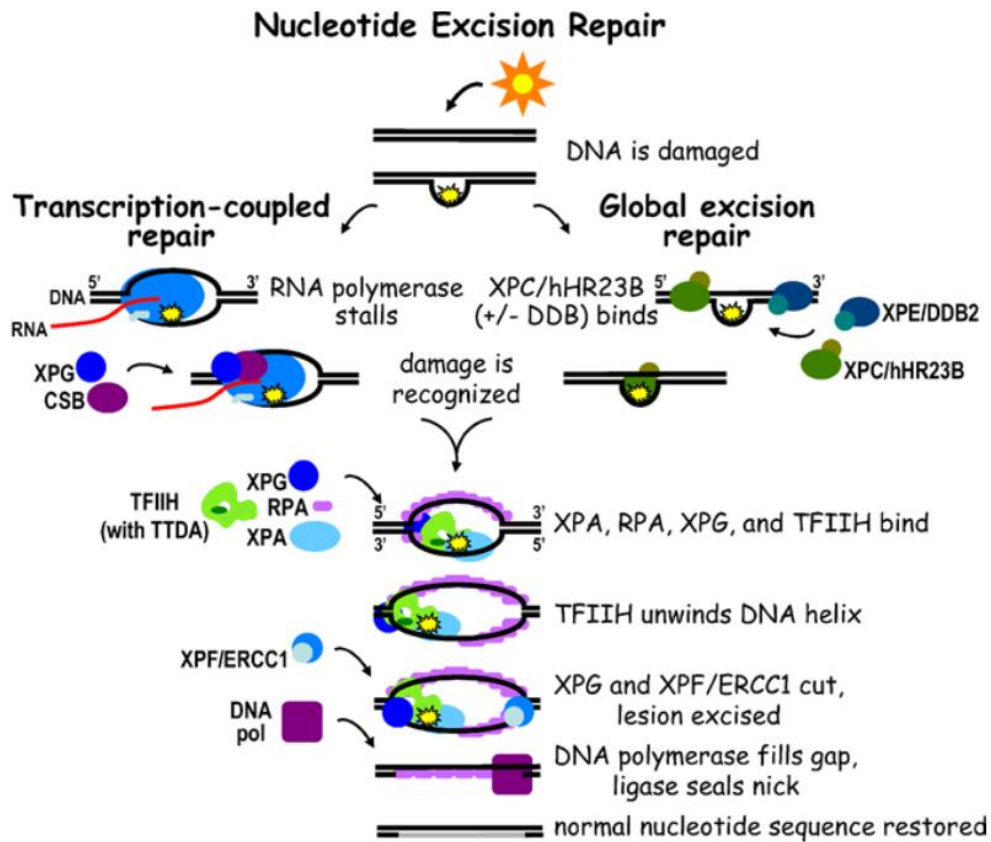 Nucleotide Excision Repair
DNA is damaged
Transcription-coupled
repair
Global excision
repair
5'
3'
DNA
RNA
RNA polymerase
stalls
XPC/hHR23B
(+/- DDB) binds
5'
3'
XPE/DDB2
XPC/hHR23B
XPG
CSB
damage is
recognized
TFIIH
(with TTDA)
XPG
RPA
XPA
5'
3'
3'
5'
XPA, RPA, XPG, and TFIIH bind
TFIIH unwinds DNA helix
XPF/ERCC1
XPG and XPF/ERCC1 cut,
lesion excised
DNA
pol
DNA polymerase fills gap,
ligase seals nick
normal nucleotide sequence restored